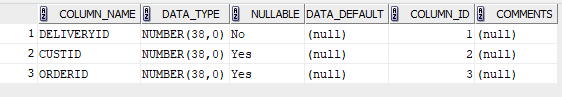 COLUMN_NAME DATA_TYPE NULLABLE DATA_DEFAULT COLUMN_ID COMMENTS
1 DELIVERYID NUMBER(38,0) No (null) 1 (null)
2 CUSTID NUMBER(38,0) Yes (null) 2 (null)
3 ORDERID NUMBER(38,0) Yes (null) 3 (null)